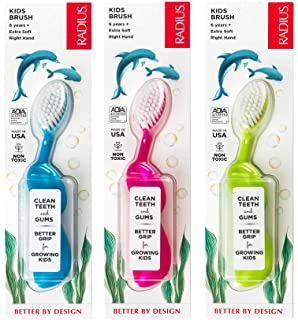 KIDS
BRUSH
6 years +
Extra Soft
Right Hand
RADIUS
ADA
MADE IN
USA
NON
TOXIC
CLEAN
TEETH
and
GUMS
BETTER
GRIP
for
GROWING
KIDS
BETTER BY DESIGN
KIDS
BRUSH
6 years +
Extra Soft
Right Hand
RADIUS
ADA
MADE IN
USA
NON
TOXIC
CLEAN
TEETH
and
GUMS
BETTER
GRIP
for
GROWING
KIDS
BETTER BY DESIGN
KIDS
BRUSH
6 years +
Extra Soft
Right Hand
RADIUS
ADA
MADE IN
USA
NON
TOXIC
CLEAN
TEETH
and
GUMS
BETTER
GRIP
for
GROWING
KIDS
BETTER BY DESIGN